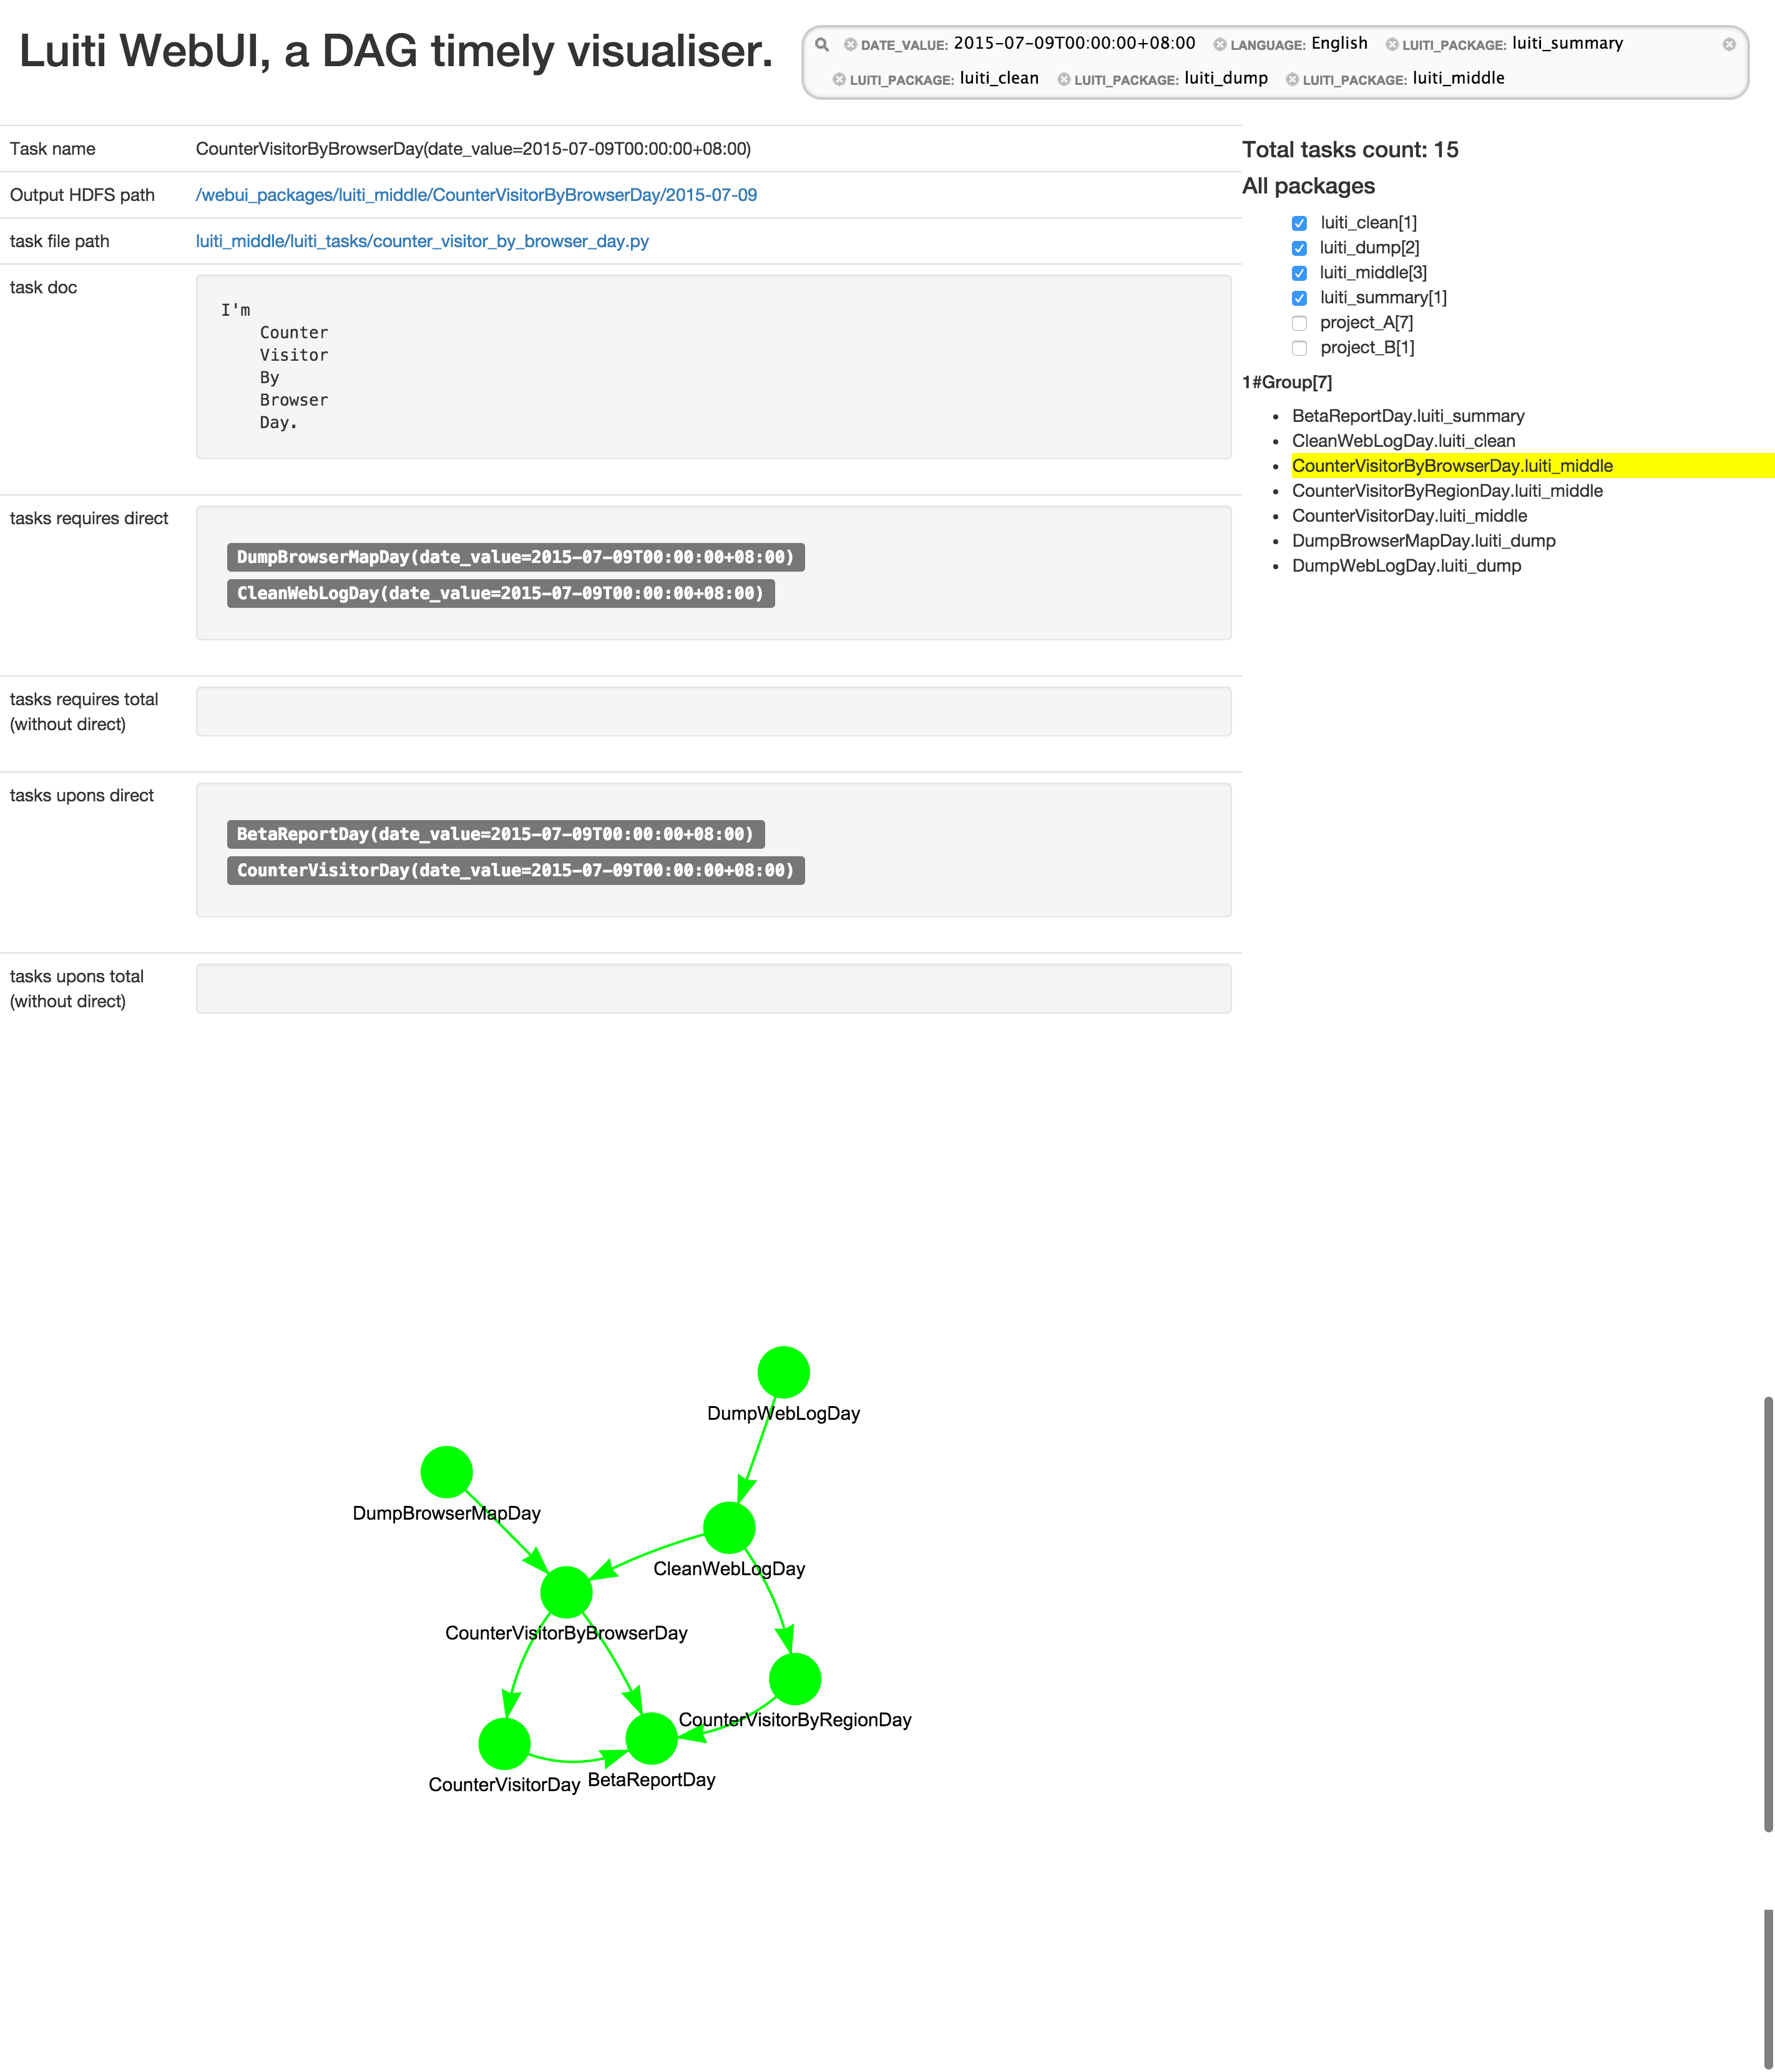 Luiti WebUI, a DAG timely visualiser.
DATE_VALUE: 2015-07-09T00:00:00+08:00 LANGUAGE: English LUITI_PACKAGE: luiti_summary
LUITI_PACKAGE: luiti_clean LUITI_PACKAGE: luiti_dump LUITI_PACKAGE: luiti_middle
Task name CounterVisitorByBrowserDay(date_value=2015-07-09T00:00:00+08:00)
Output HDFS path /webui_packages/luiti_middle/CounterVisitorByBrowserDay/2015-07-09
task file path luiti_middle/luiti_tasks/counter_visitor_by_browser_day.py
task doc
I'm
Counter
Visitor
By
Browser
Day.
tasks requires direct
DumpBrowserMapDay(date_value=2015-07-09T00:00:00+08:00)
CleanWebLogDay(date_value=2015-07-09T00:00:00+08:00)
tasks requires total
(without direct)
tasks upons direct
BetaReportDay(date_value=2015-07-09T00:00:00+08:00)
CounterVisitorDay(date_value=2015-07-09T00:00:00+08:00)
tasks upons total
(without direct)
Total tasks count: 15
All packages
luiti_clean[1]
luiti_dump[2]
luiti_middle[3]
luiti_summary[1]
project_A[7]
project_B[1]
1#Group[7]
BetaReportDay.luiti_summary
CleanWebLogDay.luiti_clean
CounterVisitorByBrowserDay.luiti_middle
CounterVisitorByRegionDay.luiti_middle
CounterVisitorDay.luiti_middle
DumpBrowserMapDay.luiti_dump
DumpWebLogDay.luiti_dump
DumpWebLogDay
DumpBrowserMapDay
CleanWebLogDay
CounterVisitorByBrowserDay
CounterVisitorByRegionDay
CounterVisitorDay
BetaReportDay